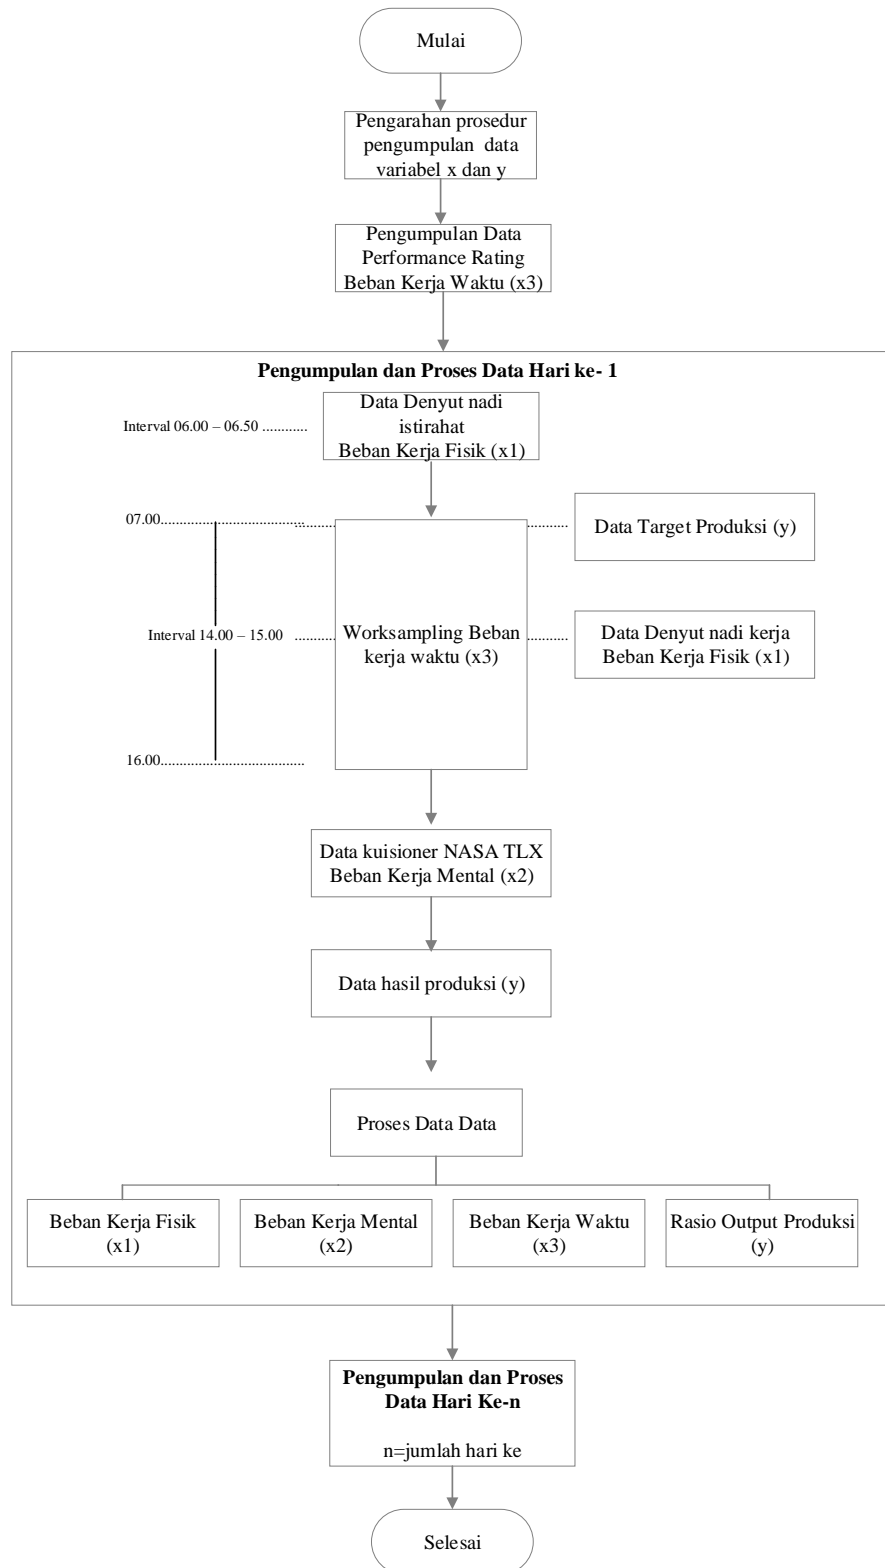 Mulai
Pengarahan prosedur
pengumpulan data
variabel x dan y
Pengumpulan Data
Performance Rating
Beban Kerja Waktu (x3)
Pengumpulan dan Proses Data Hari ke- 1
Interval 06.00 – 06.50 ............
Data Denyut nadi
istirahat
Beban Kerja Fisik (x1)
07.00........................................
Data Target Produksi (y)
Interval 14.00 – 15.00
Worksampling Beban
kerja waktu (x3)
Data Denyut nadi kerja
Beban Kerja Fisik (x1)
16.00........................................
Data kuisioner NASA TLX
Beban Kerja Mental (x2)
Data hasil produksi (y)
Proses Data Data
Beban Kerja Fisik
(x1)
Beban Kerja Mental
(x2)
Beban Kerja Waktu
(x3)
Rasio Output Produksi
(y)
Pengumpulan dan Proses
Data Hari Ke-n
n=jumlah hari ke
Selesai